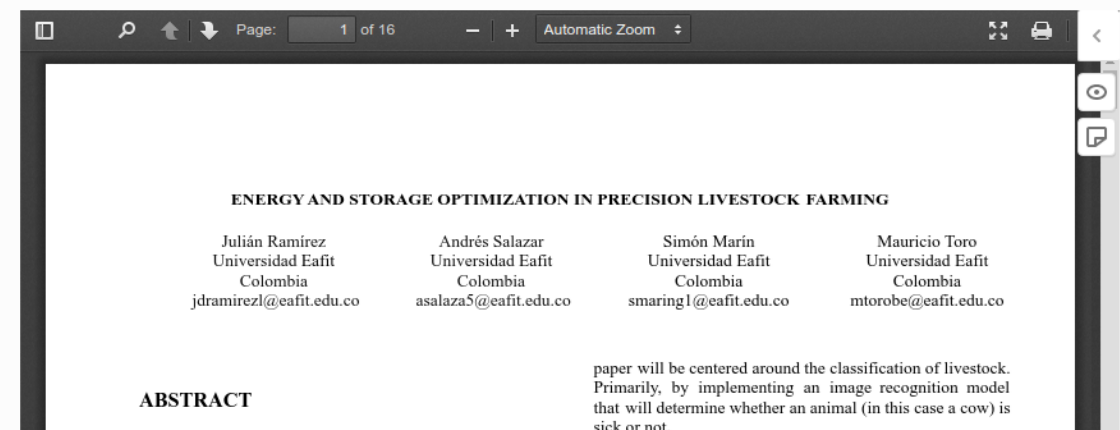 Page: 1 of 16 Automatic Zoom
ENERGY AND STORAGE OPTIMIZATION IN PRECISION LIVESTOCK FARMING
Julián Ramírez
Universidad Eafit
Colombia
jdramirezl@eafit.edu.co
Andrés Salazar
Universidad Eafit
Colombia
asalaza5@eafit.edu.co
Simón Marín
Universidad Eafit
Colombia
smaring1@eafit.edu.co
Mauricio Toro
Universidad Eafit
Colombia
mtorobe@eafit.edu.co
ABSTRACT
paper will be centered around the classification of livestock.
Primarily, by implementing an image recognition model
that will determine whether an animal (in this case a cow) is
sick or not